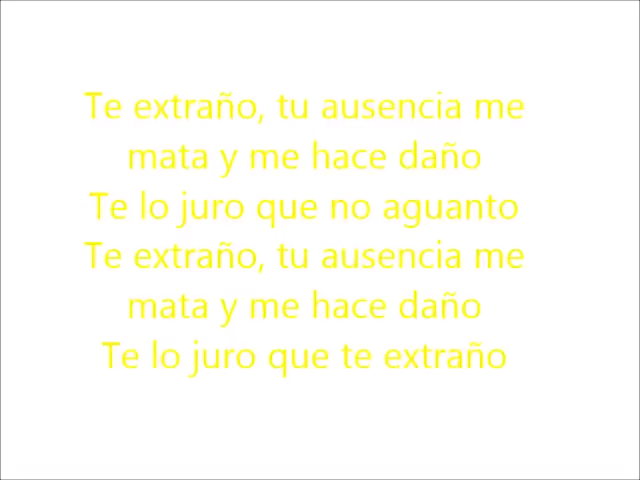 Te extraño, tu ausencia me
mata y me hace daño
Te lo juro que no aguanto
Te extraño, tu ausencia me
mata y me hace daño
Te lo juro que te extraño